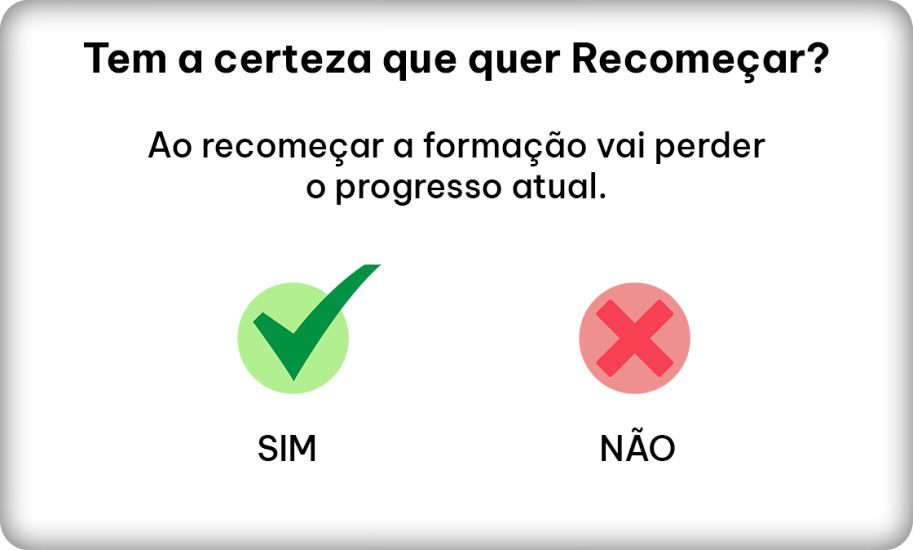 Tem a certeza que quer Recomeçar?
Ao recomeçar a formação vai perder
o progresso atual.
SIM
NÃO